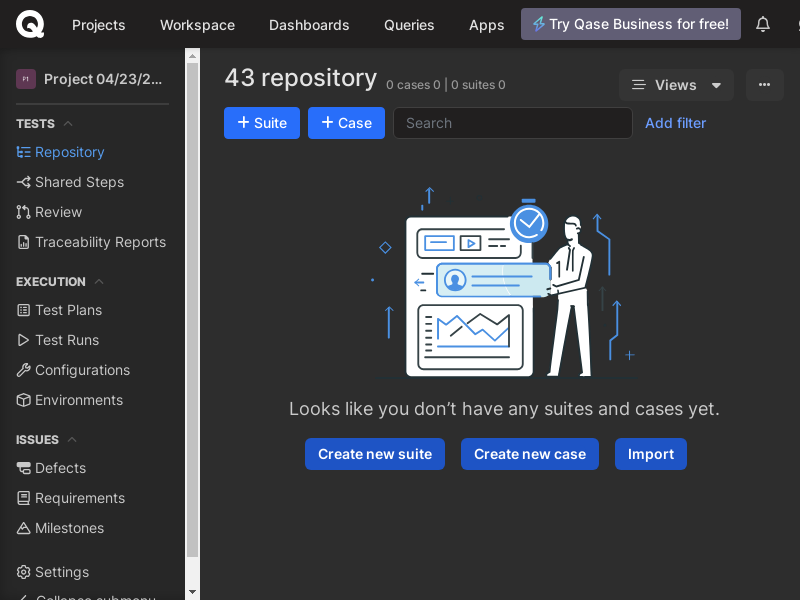 Projects
Workspace
Dashboards
Queries
Apps
Try Qase Business for free!
P1
Project 04/23/2...
TESTS
Repository
Shared Steps
Review
Traceability Reports
EXECUTION
Test Plans
Test Runs
Configurations
Environments
ISSUES
Defects
Requirements
Milestones
Settings
Collapse submenu
43 repository
0 cases 0 | 0 suites 0
Views
+ Suite
+ Case
Search
Add filter
Looks like you don't have any suites and cases yet.
Create new suite
Create new case
Import